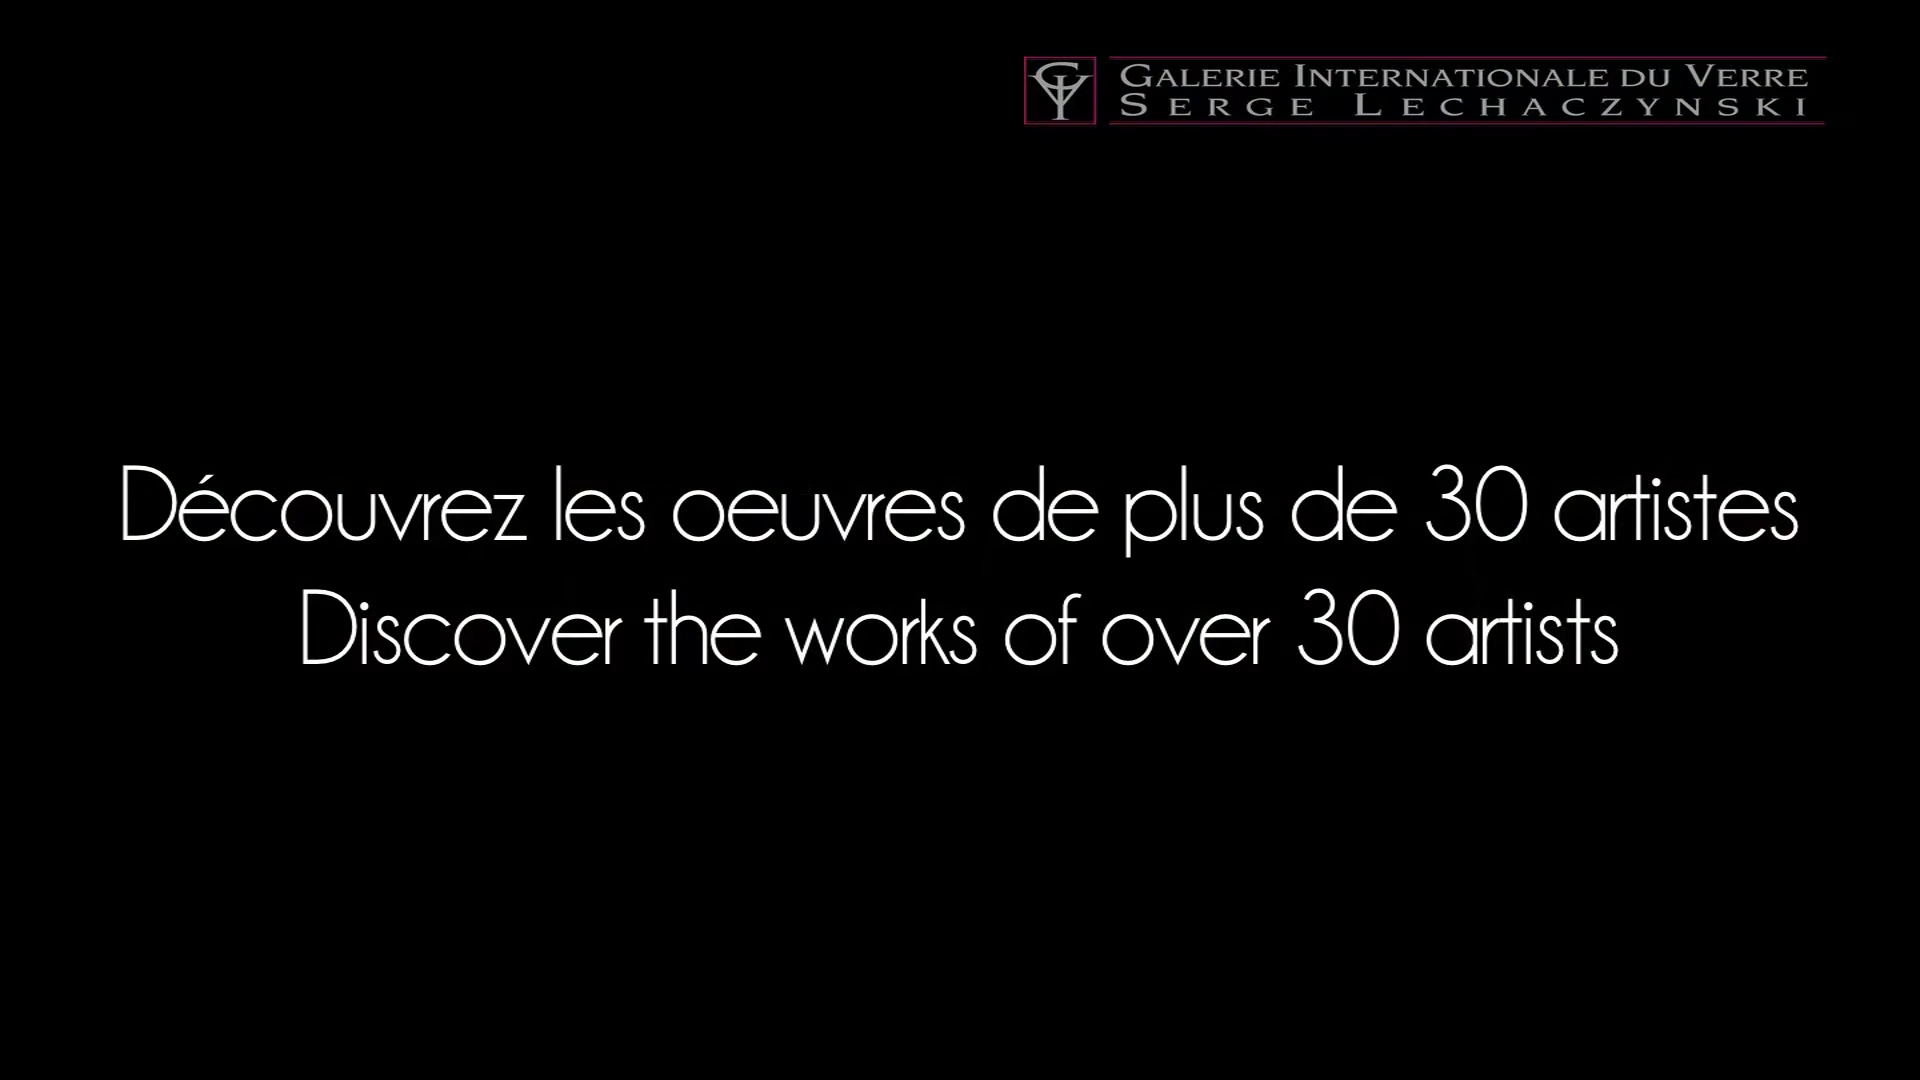 GALERIE INTERNATIONALE DU VERRE
SERGE LECHACZYNSKI
Découvrez les oeuvres de plus de 30 artistes
Discover the works of over 30 artists